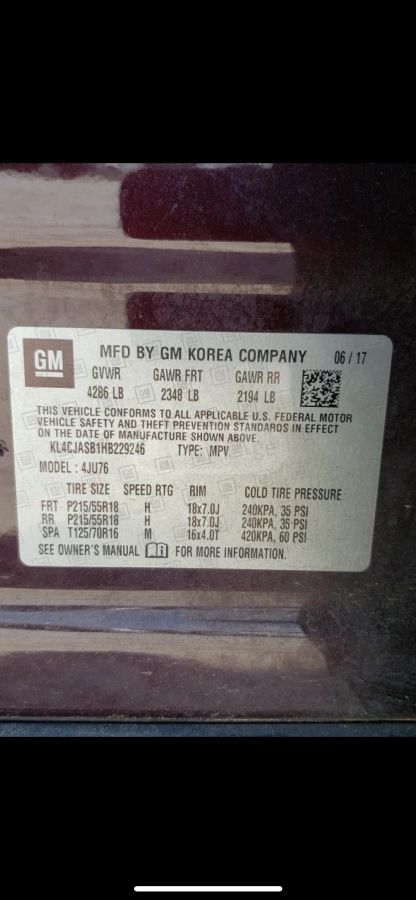 GM
MFD BY GM KOREA COMPANY 06 / 17
GVWR GAWR FRT GAWR RR
4286 LB 2348 LB 2194 LB
THIS VEHICLE CONFORMS TO ALL APPLICABLE U.S. FEDERAL MOTOR
VEHICLE SAFETY AND THEFT PREVENTION STANDARDS IN EFFECT
ON THE DATE OF MANUFACTURE SHOWN ABOVE.
KL4CJASB1HB229246 TYPE: MPV
MODEL : 4JU76
TIRE SIZE SPEED RTG RIM COLD TIRE PRESSURE
FRT P215/55R18 H 18x7.0J 240KPA, 35 PSI
RR P215/55R18 H 18x7.0J 240KPA, 35 PSI
SPA T125/70R16 M 16x4.0T 420KPA, 60 PSI
SEE OWNER'S MANUAL FOR MORE INFORMATION.